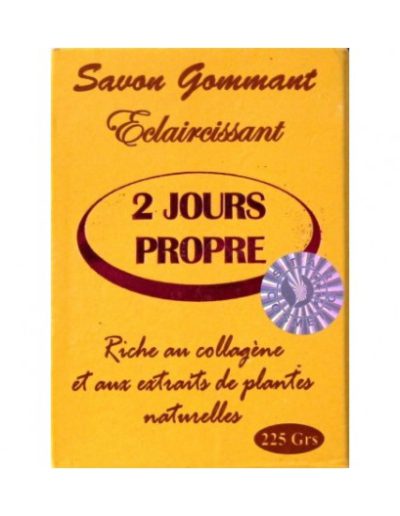 Savon Gommant
Eclaircissant
2 JOURS
PROPRE
Riche au collagène
et aux extraits de plantes
naturelles
225 Grs